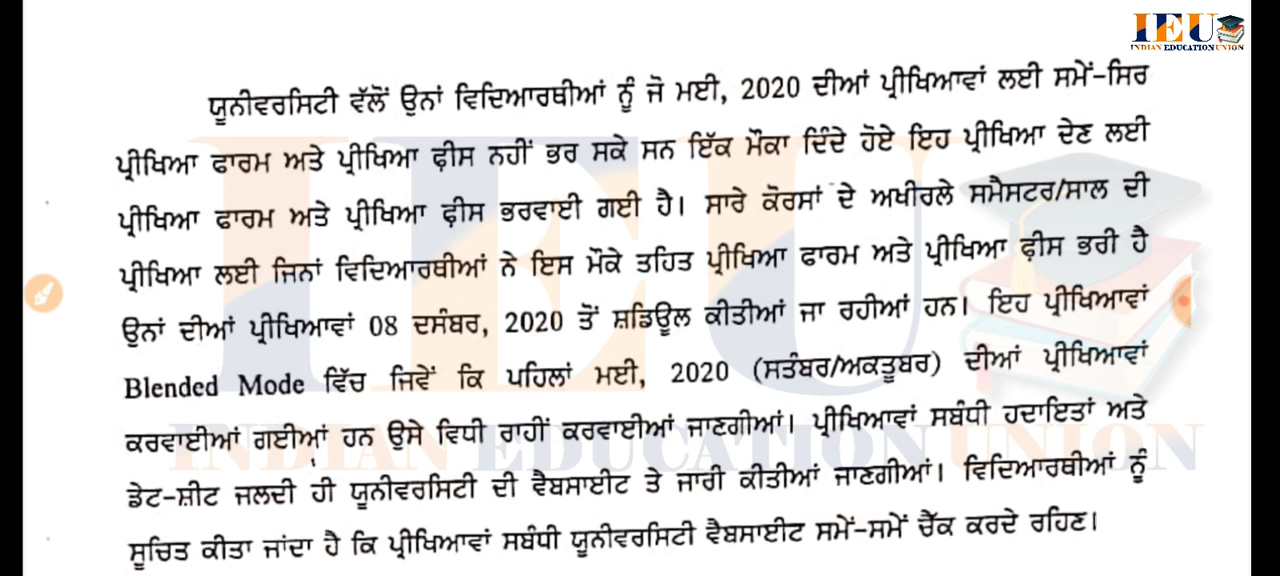 IEU
INDIAN EDUCATION UNION
ਯੂਨੀਵਰਸਿਟੀ ਵੱਲੋਂ ਉਨਾਂ ਵਿਦਿਆਰਥੀਆਂ ਨੂੰ ਜੋ ਮਈ, 2020 ਦੀਆਂ ਪ੍ਰੀਖਿਆਵਾਂ ਲਈ ਸਮੇਂ-ਸਿਰ
ਪ੍ਰੀਖਿਆ ਫਾਰਮ ਅਤੇ ਪ੍ਰੀਖਿਆ ਫ਼ੀਸ ਨਹੀਂ ਭਰ ਸਕੇ ਸਨ ਇੱਕ ਮੌਕਾ ਦਿੰਦੇ ਹੋਏ ਇਹ ਪ੍ਰੀਖਿਆ ਦੇਣ ਲਈ
ਪ੍ਰੀਖਿਆ ਫਾਰਮ ਅਤੇ ਪ੍ਰੀਖਿਆ ਫ਼ੀਸ ਭਰਵਾਈ ਗਈ ਹੈ। ਸਾਰੇ ਕੋਰਸਾਂ ਦੇ ਅਖੀਰਲੇ ਸਮੈਸਟਰ/ਸਾਲ ਦੀ
ਪ੍ਰੀਖਿਆ ਲਈ ਜਿਨਾਂ ਵਿਦਿਆਰਥੀਆਂ ਨੇ ਇਸ ਮੌਕੇ ਤਹਿਤ ਪ੍ਰੀਖਿਆ ਫਾਰਮ ਅਤੇ ਪ੍ਰੀਖਿਆ ਫ਼ੀਸ ਭਰੀ ਹੈ
ਉਨਾਂ ਦੀਆਂ ਪ੍ਰੀਖਿਆਵਾਂ 08 ਦਸੰਬਰ, 2020 ਤੋਂ ਸ਼ਡਿਊਲ ਕੀਤੀਆਂ ਜਾ ਰਹੀਆਂ ਹਨ। ਇਹ ਪ੍ਰੀਖਿਆਵਾਂ
Blended Mode ਵਿੱਚ ਜਿਵੇਂ ਕਿ ਪਹਿਲਾਂ ਮਈ, 2020 (ਸਤੰਬਰ/ਅਕਤੂਬਰ) ਦੀਆਂ ਪ੍ਰੀਖਿਆਵਾਂ
ਕਰਵਾਈਆਂ ਗਈਆਂ ਹਨ ਉਸੇ ਵਿਧੀ ਰਾਹੀਂ ਕਰਵਾਈਆਂ ਜਾਣਗੀਆਂ। ਪ੍ਰੀਖਿਆਵਾਂ ਸਬੰਧੀ ਹਦਾਇਤਾਂ ਅਤੇ
ਡੇਟ-ਸ਼ੀਟ ਜਲਦੀ ਹੀ ਯੂਨੀਵਰਸਿਟੀ ਦੀ ਵੈਬਸਾਈਟ ਤੇ ਜਾਰੀ ਕੀਤੀਆਂ ਜਾਣਗੀਆਂ। ਵਿਦਿਆਰਥੀਆਂ ਨੂੰ
ਸੂਚਿਤ ਕੀਤਾ ਜਾਂਦਾ ਹੈ ਕਿ ਪ੍ਰੀਖਿਆਵਾਂ ਸਬੰਧੀ ਯੂਨੀਵਰਸਿਟੀ ਵੈਬਸਾਈਟ ਸਮੇਂ-ਸਮੇਂ ਚੈੱਕ ਕਰਦੇ ਰਹਿਣ।
IEU
INDIAN EDUCATION UNION